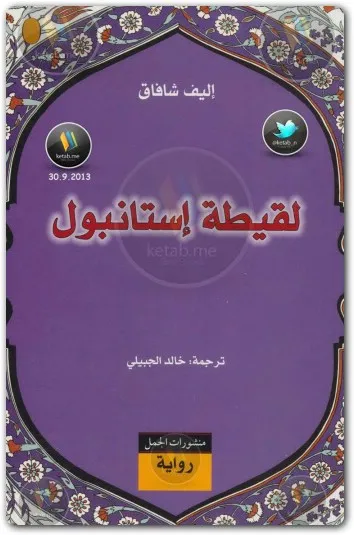 إليف شافاق
ketab.me
@ketab_n
30.9.2013
لقيطة إستانبول
ketab.me
ترجمة: خالد الجبيلي
منشورات الجمل
رواية